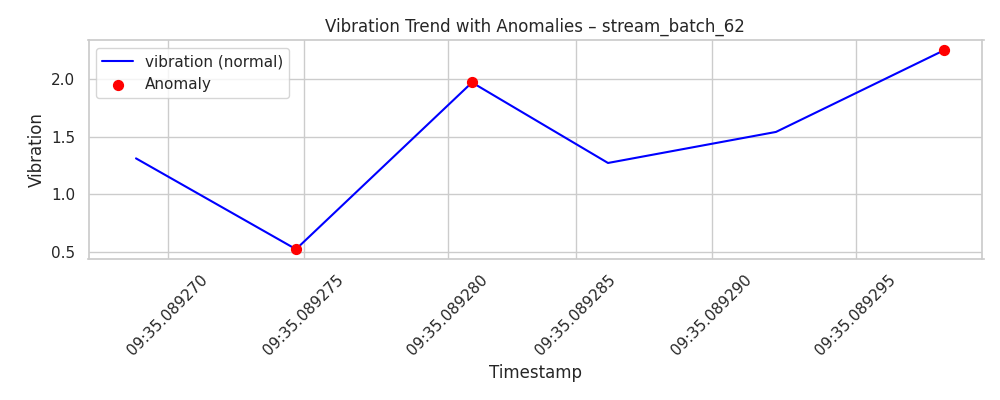 Vibration Trend with Anomalies – stream_batch_62
vibration (normal)
Anomaly
Vibration
2.0
1.5
1.0
0.5
09:35.089270
09:35.089275
09:35.089280
09:35.089285
09:35.089290
09:35.089295
Timestamp